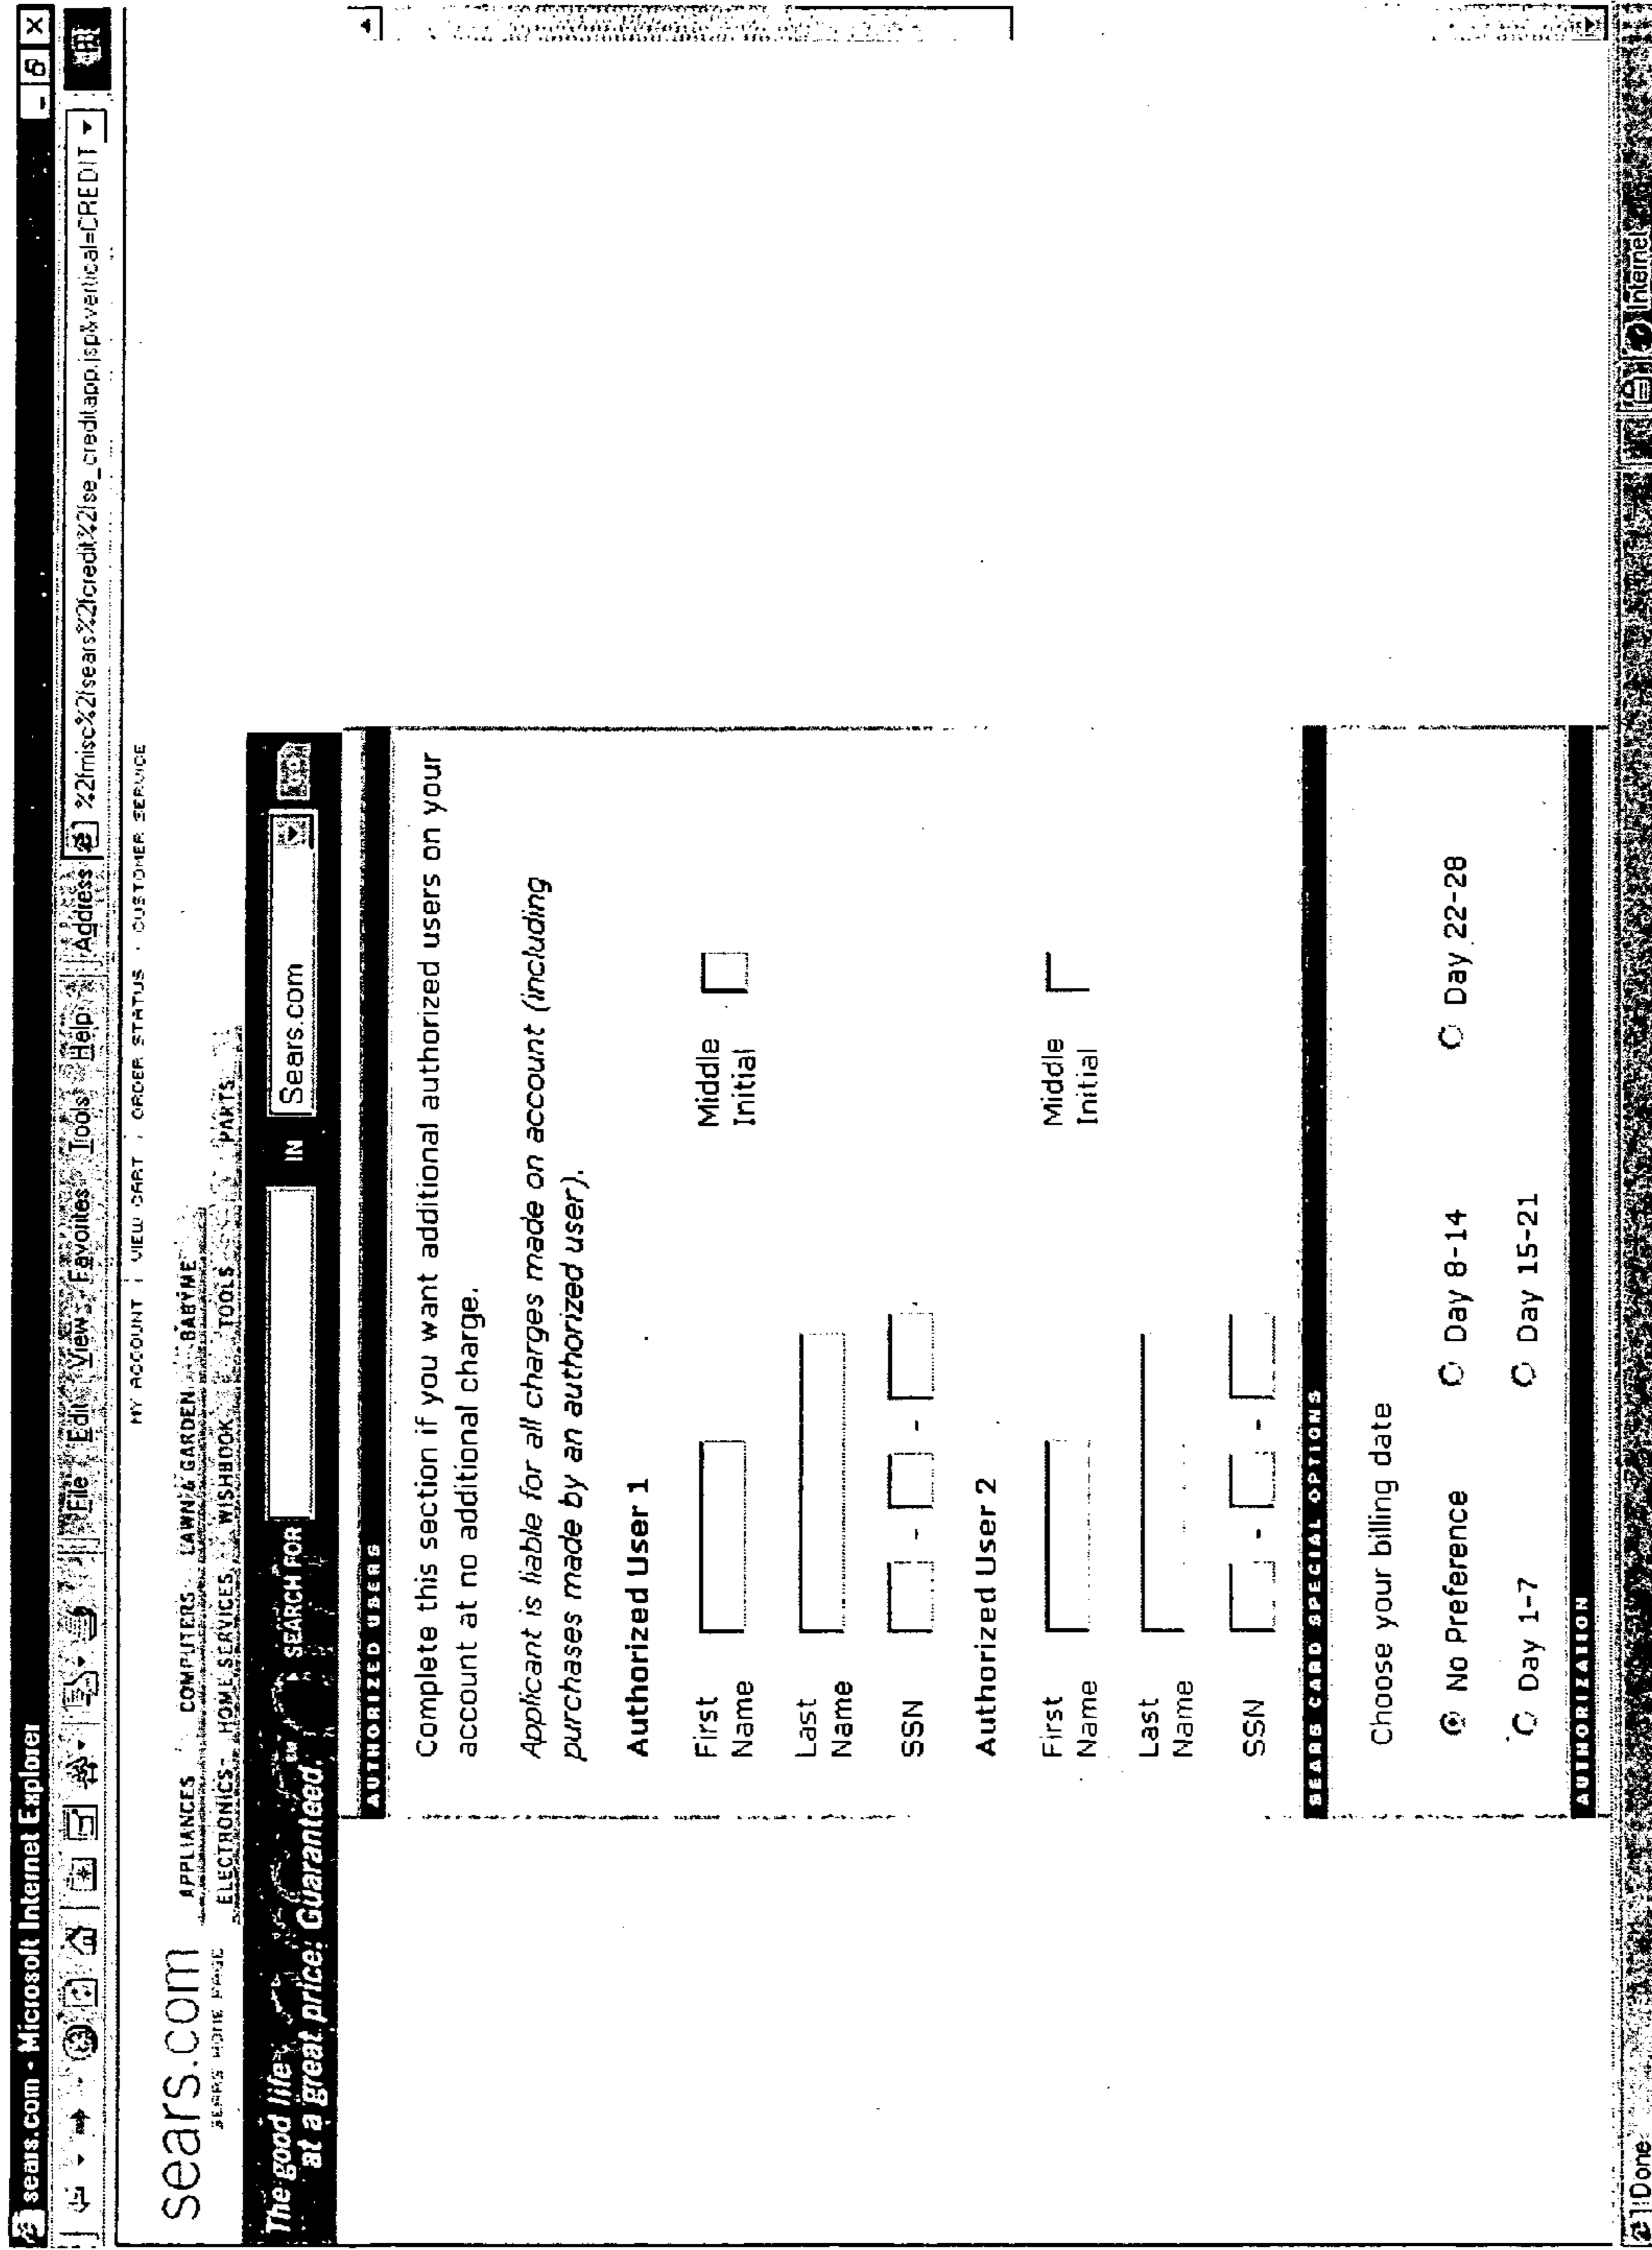 sears.com - Microsoft Internet Explorer
File Edit View Favorites Tools Help Address %2fmisc%2fsears%2fcredit%2fse_creditapp.jsp&vertical=CREDIT
MY ACCOUNT | VIEW CART | ORDER STATUS | CUSTOMER SERVICE
sears.com
SEARS HOME PAGE
APPLIANCES COMPUTERS LAWN & GARDEN BABY ME
ELECTRONICS HOME SERVICES WISHBOOK TOOLS PARTS
The good life
at a great price. Guaranteed.
SEARCH FOR IN Sears.com GO
AUTHORIZED USERS
Complete this section if you want additional authorized users on your
account at no additional charge.
Applicant is liable for all charges made on account (including
purchases made by an authorized user).
Authorized User 1
First Name
Middle Initial
Last Name
SSN - -
Authorized User 2
First Name
Middle Initial
Last Name
SSN - -
SEARS CARD SPECIAL OPTIONS
Choose your billing date
No Preference Day 8-14 Day 22-28
Day 1-7 Day 15-21
AUTHORIZATION
Done Internet